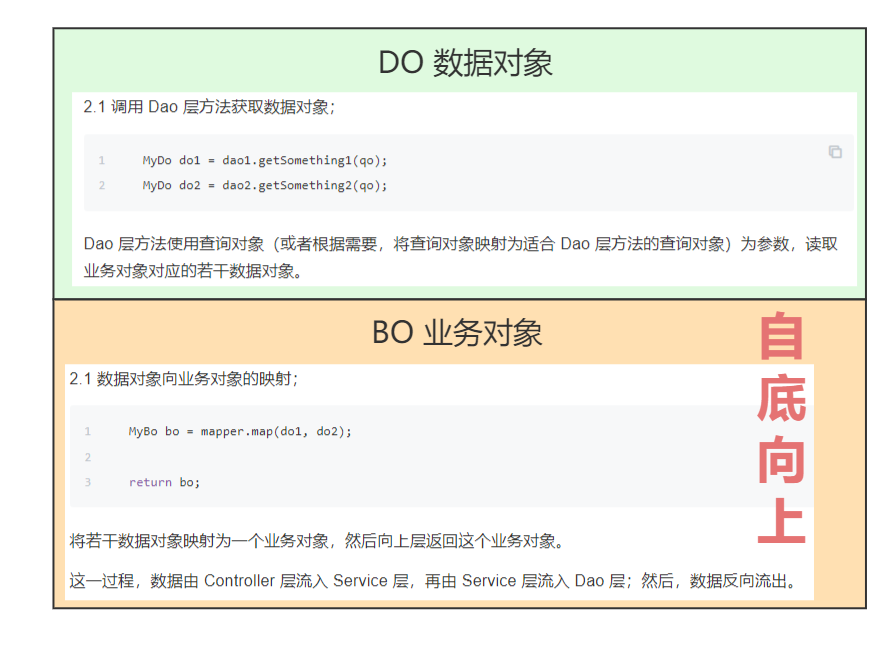 DO 数据对象
2.1 调用 Dao 层方法获取数据对象；
1 MyDo do1 = dao1.getSomething1(qo);
2 MyDo do2 = dao2.getSomething2(qo);
Dao 层方法使用查询对象（或者根据需要，将查询对象映射为适合 Dao 层方法的查询对象）为参数，读取
业务对象对应的若干数据对象。
BO 业务对象
2.1 数据对象向业务对象的映射；
1 MyBo bo = mapper.map(do1, do2);
2
3 return bo;
将若干数据对象映射为一个业务对象，然后向上层返回这个业务对象。
这一过程，数据由 Controller 层流入 Service 层，再由 Service 层流入 Dao 层；然后，数据反向流出。
自
底
向
上